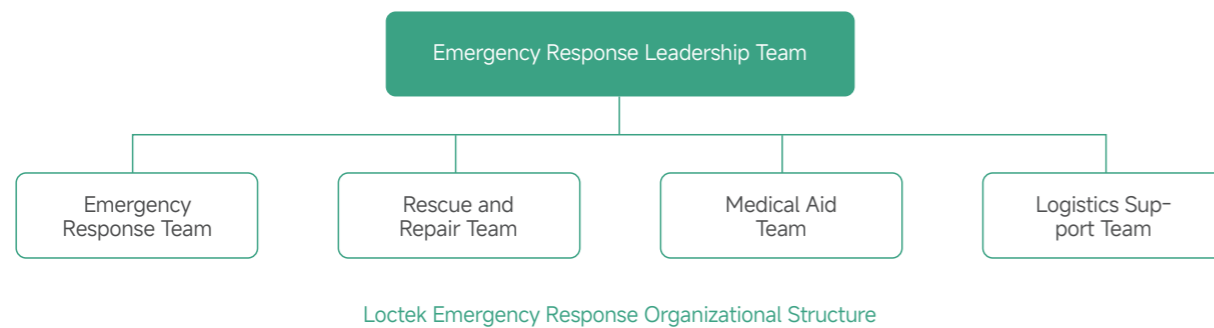 Emergency Response Leadership Team
Emergency
Response Team
Rescue and
Repair Team
Medical Aid
Team
Logistics Sup-
port Team
Loctek Emergency Response Organizational Structure